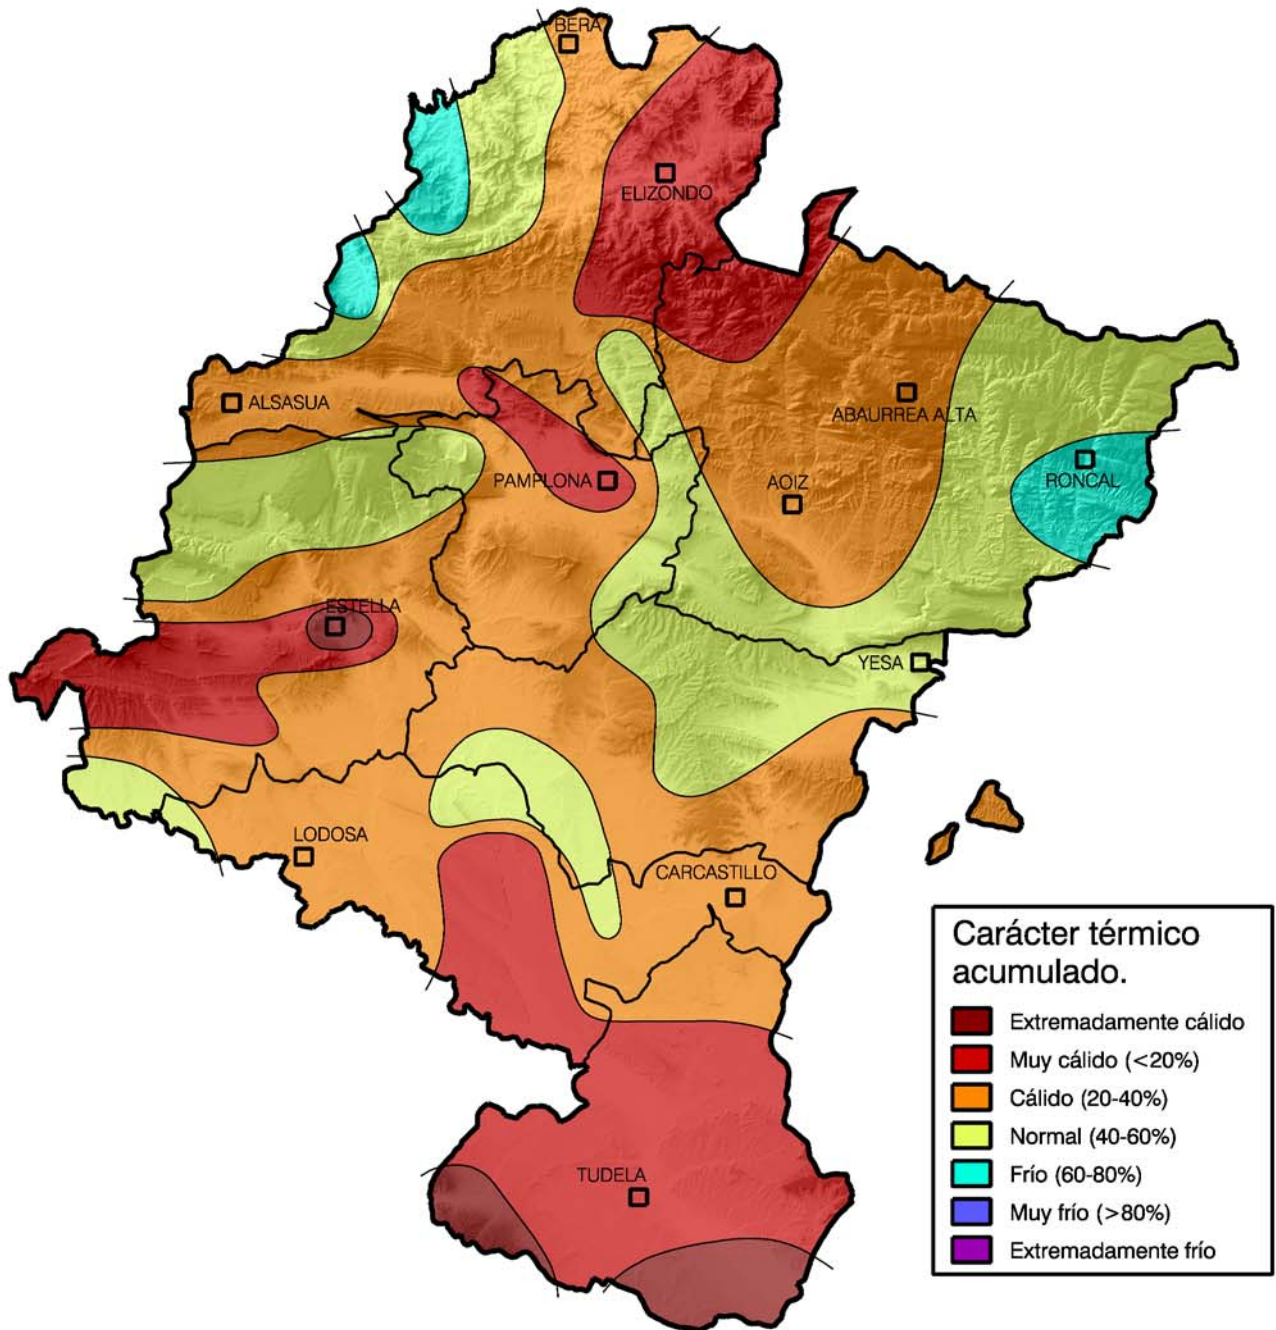 BERA
ELIZONDO
ALSASUA
ABAURREA ALTA
PAMPLONA
AOIZ
RONCAL
ESTELLA
YESA
LODOSA
CARCASTILLO
TUDELA
Carácter térmico
acumulado.
Extremadamente cálido
Muy cálido (<20%)
Cálido (20-40%)
Normal (40-60%)
Frío (60-80%)
Muy frío (>80%)
Extremadamente frío